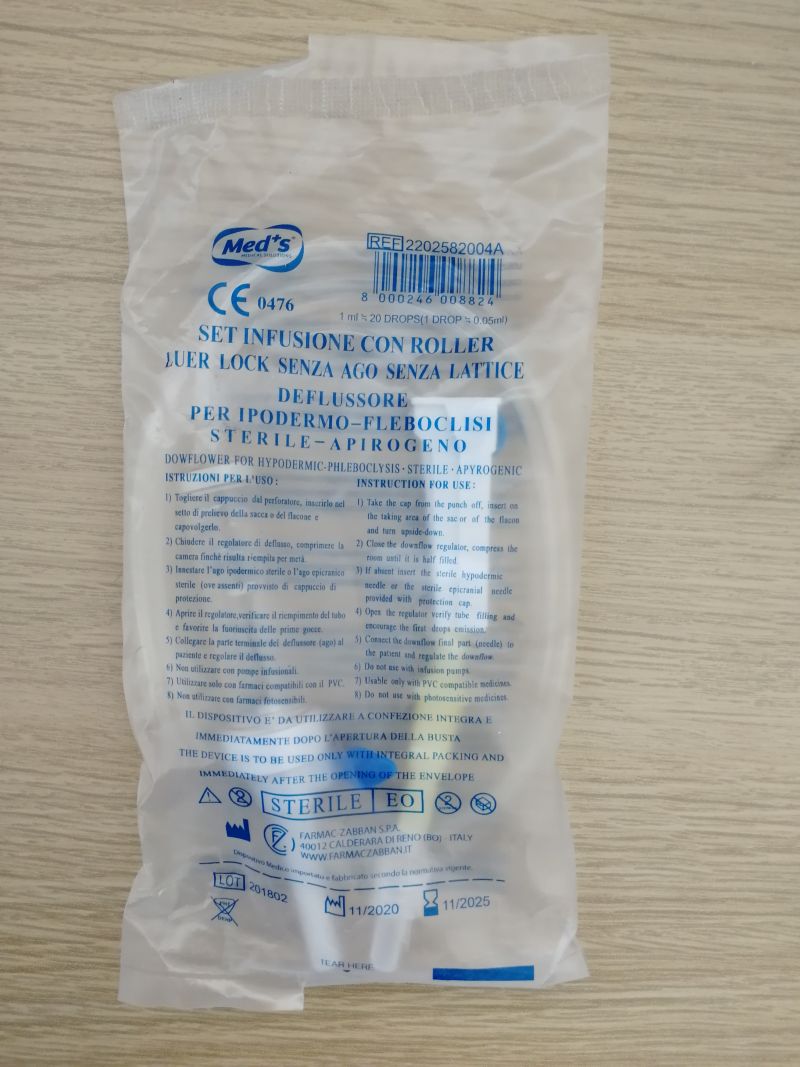 Med+s
MEDICAL SOLUTIONS
REF 2202582004A
8 000246 008824
CE 0476
1 ml ≒ 20 DROPS(1 DROP ≒ 0.05ml)
SET INFUSIONE CON ROLLER
LUER LOCK SENZA AGO SENZA LATTICE
DEFLUSSORE
PER IPODERMO-FLEBOCLISI
STERILE-APIROGENO
DOWFLOWER FOR HYPODERMIC-PHLEBOCLYSIS·STERILE·APYROGENIC
ISTRUZIONI PER L'USO:
1) Togliere il cappuccio dal perforatore, inserirlo nel
setto di prelievo della sacca o del flacone e
capovolgerlo.
2) Chiudere il regolatore di deflusso, comprimere la
camera finchè risulta riempita per metà.
3) Innestare l'ago ipodermico sterile o l'ago epicranico
sterile (ove assenti) provvisto di cappuccio di
protezione.
4) Aprire il regolatore,verificare il riempimento del tubo
e favorire la fuoriuscita delle prime gocce.
5) Collegare la parte terminale del deflussore (ago) al
paziente e regolare il deflusso.
6) Non utilizzare con pompe infusionali.
7) Utilizzare solo con farmaci compatibili con il PVC.
8) Non utilizzare con farmaci fotosensibili.
INSTRUCTION FOR USE:
1) Take the cap from the punch off, insert on
the taking area of the sac or of the flacon
and turn upside-down.
2) Close the downflow regulator, compress the
room until it is half filled.
3) If absent insert the sterile hypodermic
needle or the sterile epicranial needle
provided with protection cap.
4) Open the regulator verify tube filling and
encourage the first drops emission.
5) Connect the downflow final part (needle) to
the patient and regulate the downflow.
6) Do not use with infusion pumps.
7) Usable only with PVC compatible medicines.
8) Do not use with photosensitive medicines.
IL DISPOSITIVO E' DA UTILIZZARE A CONFEZIONE INTEGRA E
IMMEDIATAMENTE DOPO L'APERTURA DELLA BUSTA
THE DEVICE IS TO BE USED ONLY WITH INTEGRAL PACKING AND
IMMEDIATELY AFTER THE OPENING OF THE ENVELOPE
STERILE EO
FARMAC-ZABBAN S.P.A.
40012 CALDERARA DI RENO (BO) - ITALY
WWW.FARMACZABBAN.IT
Dispositivo Medico importato e fabbricato secondo la normativa vigente.
LOT 201802
11/2020
11/2025
DEHP
TEAR HERE